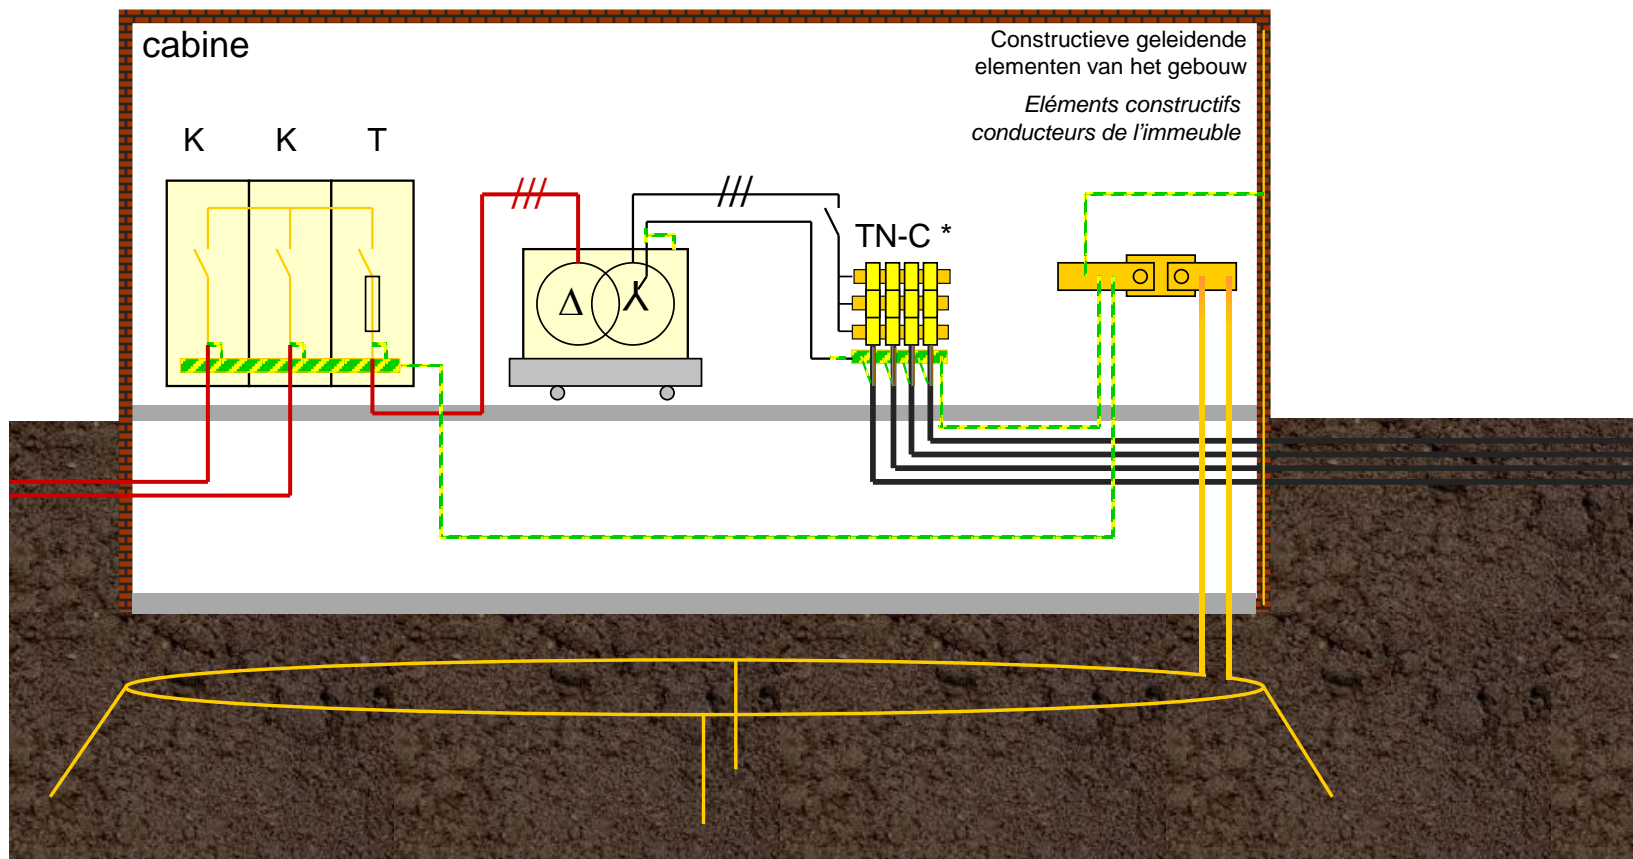 cabine
Constructieve geleidende
elementen van het gebouw
Eléments constructifs
conducteurs de l'immeuble
K K T
TN-C *
Δ